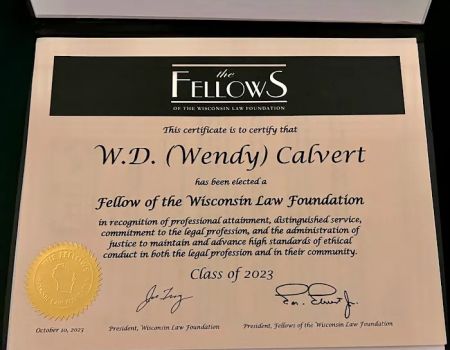 the
FELLOWS
OF THE WISCONSIN LAW FOUNDATION
This certificate is to certify that
W.D. (Wendy) Calvert
has been elected a
Fellow of the Wisconsin Law Foundation
in recognition of professional attainment, distinguished service,
commitment to the legal profession, and the administration of
justice to maintain and advance high standards of ethical
conduct in both the legal profession and in their community.
Class of 2023
THE FELLOWS
October 10, 2023
President, Wisconsin Law Foundation
President, Fellows of the Wisconsin Law Foundation